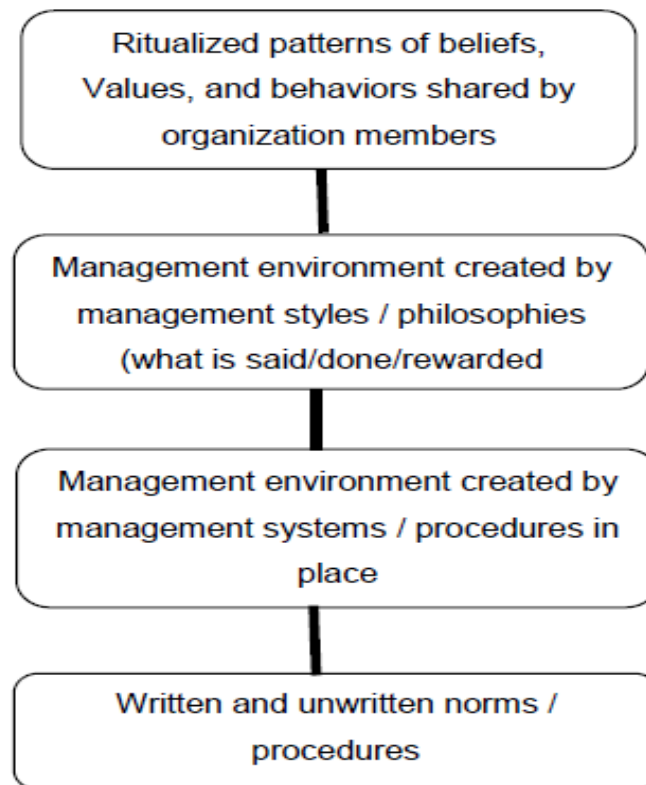 Ritualized patterns of beliefs,
Values, and behaviors shared by
organization members
Management environment created by
management styles / philosophies
(what is said/done/rewarded
Management environment created by
management systems / procedures in
place
Written and unwritten norms /
procedures